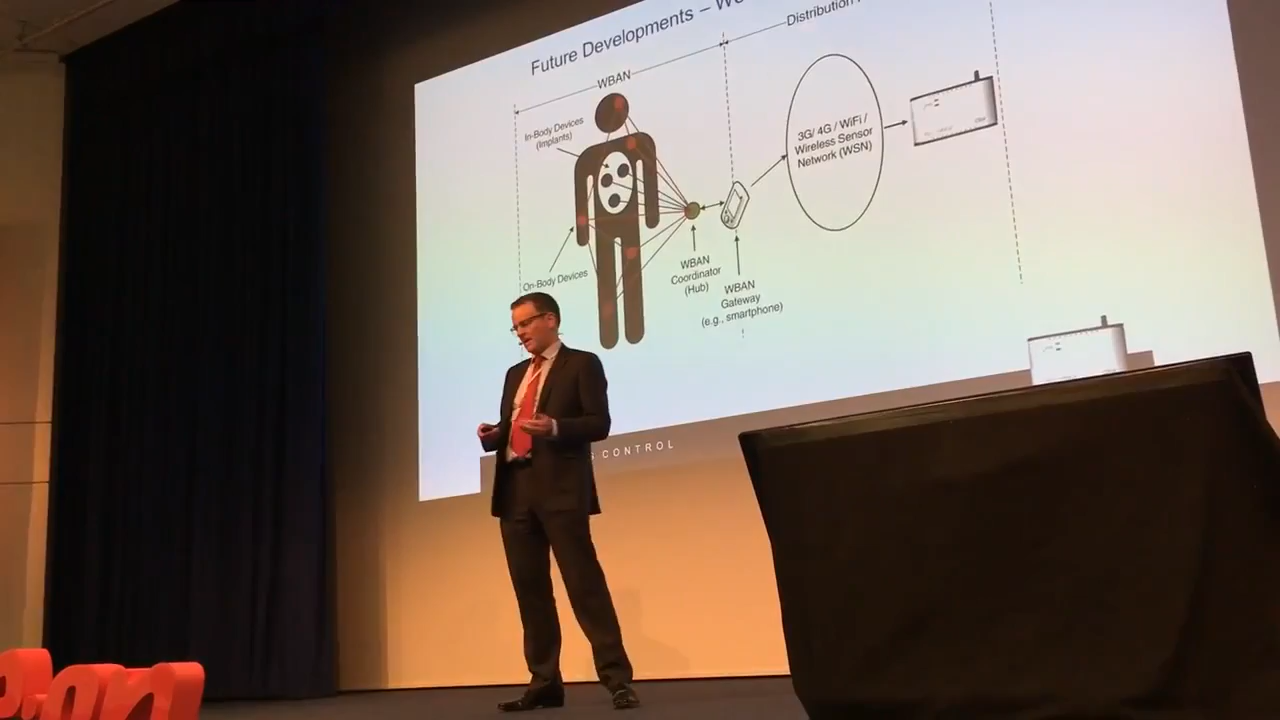 Future Developments –
Distribution
WBAN
In-Body Devices
(Implants)
3G/ 4G / WiFi /
Wireless Sensor
Network (WSN)
On-Body Devices
WBAN
Coordinator
(Hub)
WBAN
Gateway
(e.g., smartphone)
CONTROL